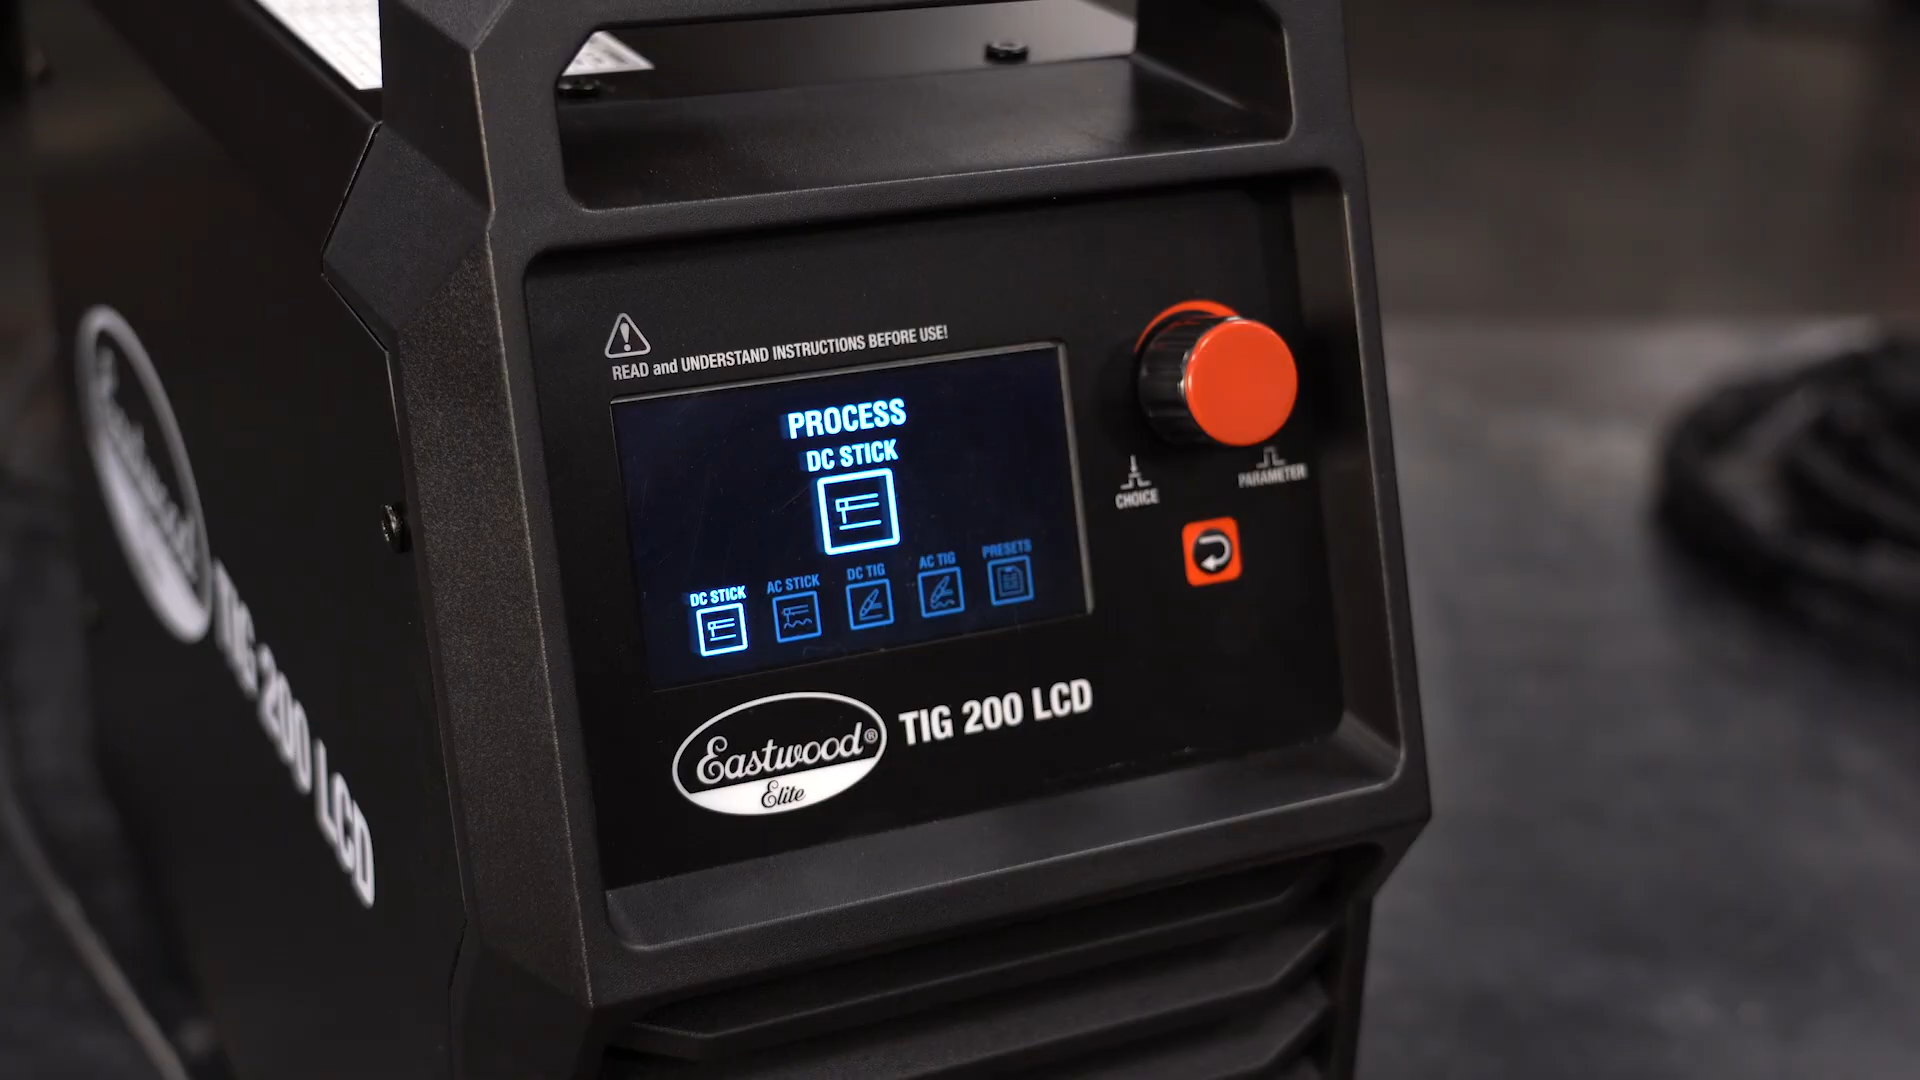 READ and UNDERSTAND INSTRUCTIONS BEFORE USE!
PROCESS
DC STICK
DC STICK
AC STICK
DC TIG
AC TIG
PRESETS
CHOICE
PARAMETER
Eastwood®
Elite
TIG 200 LCD
Eastwood
TIG 200 LCD